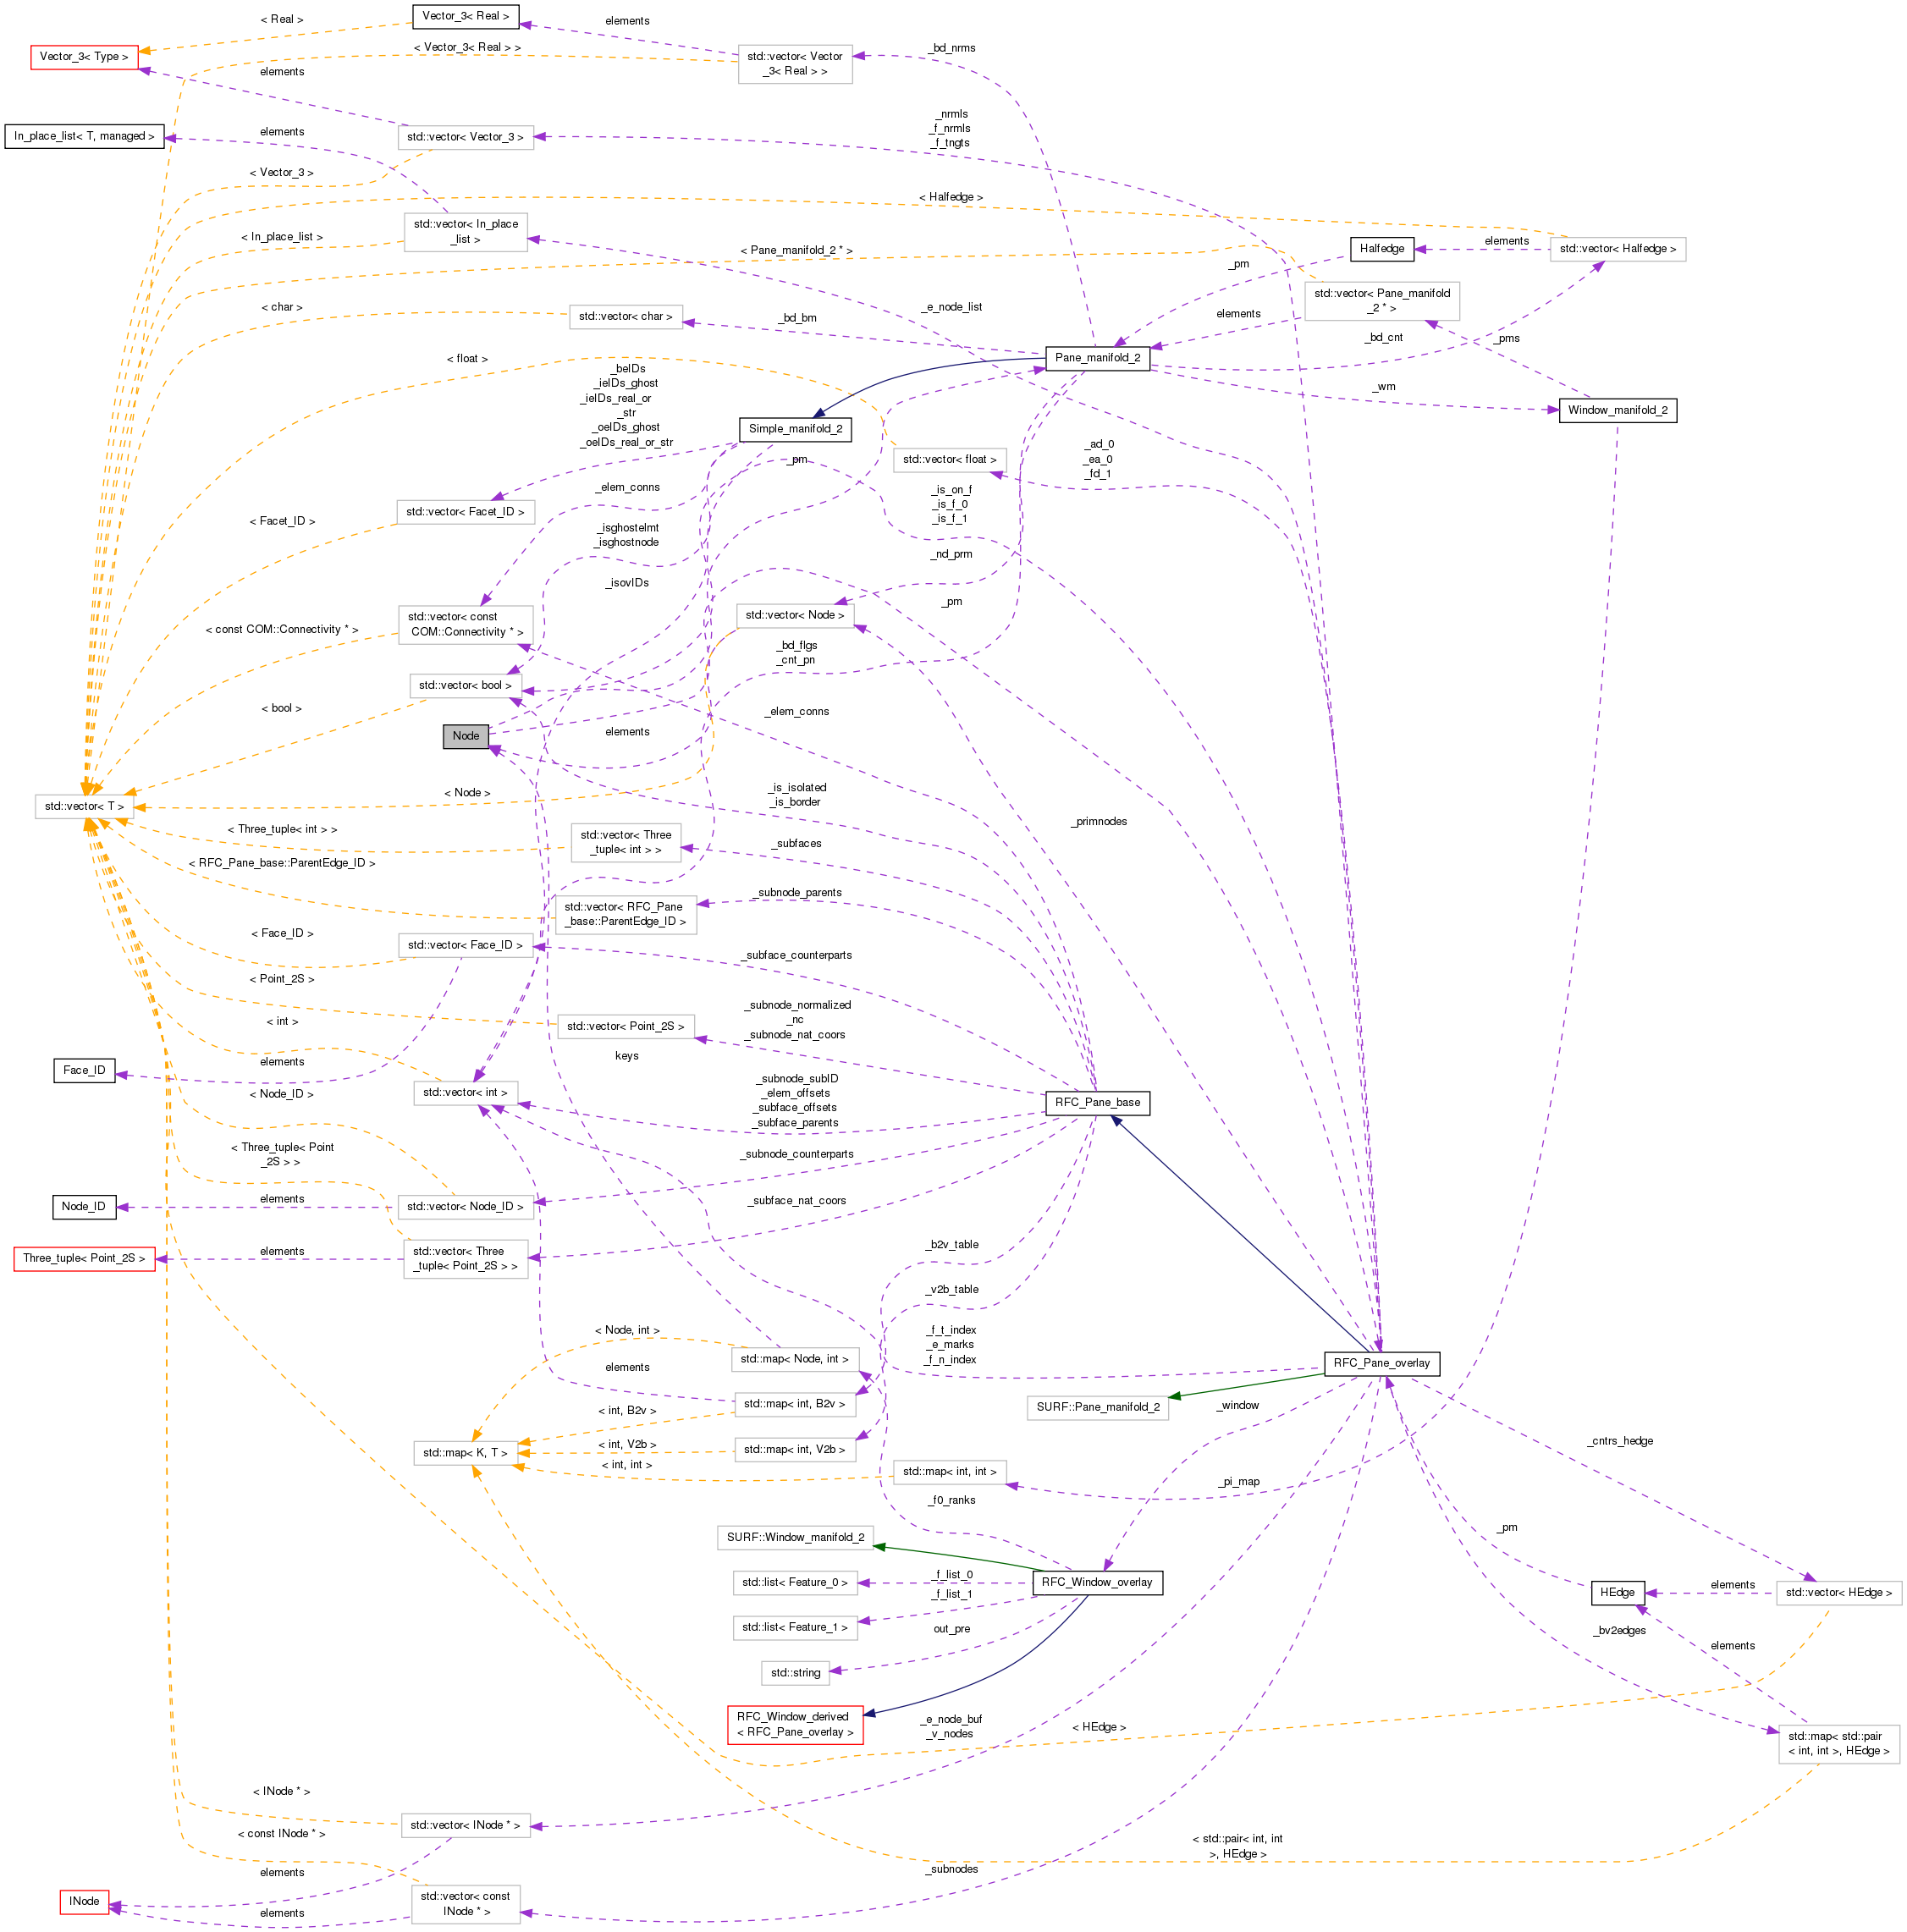 Vector_3< Real >
< Real >
elements
Vector_3< Type >
< Vector_3< Real > >
std::vector< Vector
_3< Real > >
_bd_nrms
elements
In_place_list< T, managed >
elements
std::vector< Vector_3 >
_nrmls
_f_nrmls
_f_tngts
< Vector_3 >
< Halfedge >
std::vector< In_place
_list >
< In_place_list >
< Pane_manifold_2 * >
Halfedge
elements
std::vector< Halfedge >
_pm
std::vector< Pane_manifold
_2 * >
elements
< char >
std::vector< char >
_bd_bm
_e_node_list
_bd_cnt
_pms
Pane_manifold_2
< float >
_beIDs
_ieIDs_ghost
_ieIDs_real_or
_str
_oeIDs_ghost
_oeIDs_real_or_str
_wm
Window_manifold_2
Simple_manifold_2
_pm
std::vector< float >
_ad_0
_ea_0
_fd_1
_elem_conns
_is_on_f
_is_f_0
_is_f_1
std::vector< Facet_ID >
< Facet_ID >
_isghostelmt
_isghostnode
_nd_prm
_isovIDs
_pm
std::vector< const
COM::Connectivity * >
< const COM::Connectivity * >
std::vector< Node >
_bd_flgs
_cnt_pn
std::vector< bool >
< bool >
_elem_conns
Node
elements
std::vector< T >
< Node >
_is_isolated
_is_border
_primnodes
< Three_tuple< int > >
std::vector< Three
_tuple< int > >
_subfaces
< RFC_Pane_base::ParentEdge_ID >
std::vector< RFC_Pane
_base::ParentEdge_ID >
_subnode_parents
< Face_ID >
std::vector< Face_ID >
_subface_counterparts
< Point_2S >
_subnode_normalized
_nc
_subnode_nat_coors
std::vector< Point_2S >
< int >
keys
Face_ID
elements
std::vector< int >
< Node_ID >
_subnode_subID
_elem_offsets
_subface_offsets
_subface_parents
RFC_Pane_base
< Three_tuple< Point
_2S > >
_subnode_counterparts
Node_ID
elements
std::vector< Node_ID >
_subface_nat_coors
Three_tuple< Point_2S >
elements
std::vector< Three
_tuple< Point_2S > >
_b2v_table
_v2b_table
< Node, int >
std::map< Node, int >
_f_t_index
_e_marks
_f_n_index
RFC_Pane_overlay
elements
std::map< int, B2v >
SURF::Pane_manifold_2
_window
< int, B2v >
std::map< K, T >
< int, V2b >
std::map< int, V2b >
_cntrs_hedge
< int, int >
std::map< int, int >
_pi_map
_f0_ranks
_pm
SURF::Window_manifold_2
std::list< Feature_0 >
_f_list_0
RFC_Window_overlay
HEdge
elements
std::vector< HEdge >
_f_list_1
std::list< Feature_1 >
out_pre
_bv2edges
elements
std::string
RFC_Window_derived
< RFC_Pane_overlay >
_e_node_buf
_v_nodes
< HEdge >
std::map< std::pair
< int, int >, HEdge >
< INode * >
std::vector< INode * >
< const INode * >
< std::pair< int, int
>, HEdge >
elements
_subnodes
INode
std::vector< const
INode * >
elements